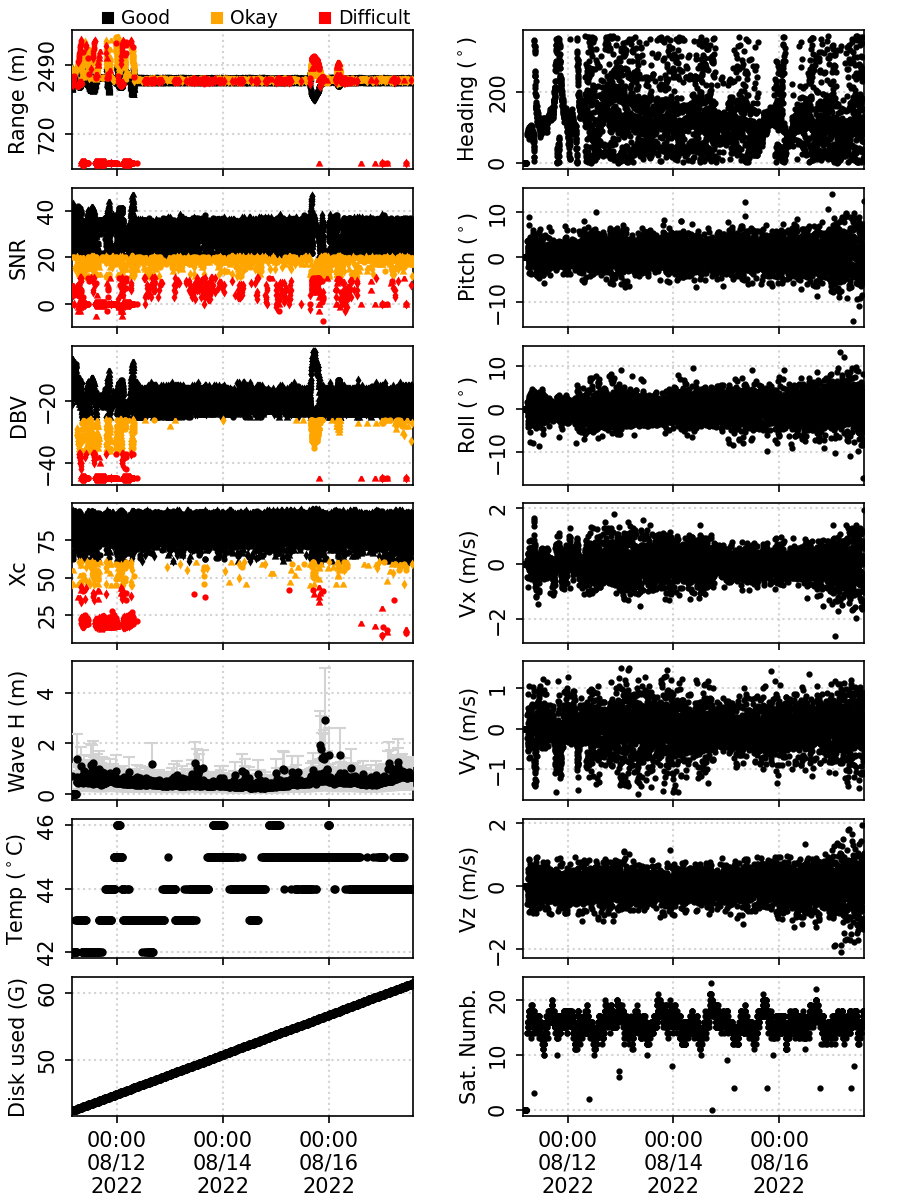 Good Okay Difficult
Range (m)
2490
720
Heading (°)
200
0
SNR
40
20
0
Pitch (°)
10
0
−10
DBV
−20
−40
Roll (°)
10
0
−10
Xc
75
50
25
Vx (m/s)
2
0
−2
Wave H (m)
4
2
0
Vy (m/s)
1
0
−1
Temp (°C)
46
44
42
Vz (m/s)
2
0
−2
Disk used (G)
60
50
Sat. Numb.
20
10
0
00:00 00:00 00:00
08/12 08/14 08/16
2022 2022 2022
00:00 00:00 00:00
08/12 08/14 08/16
2022 2022 2022